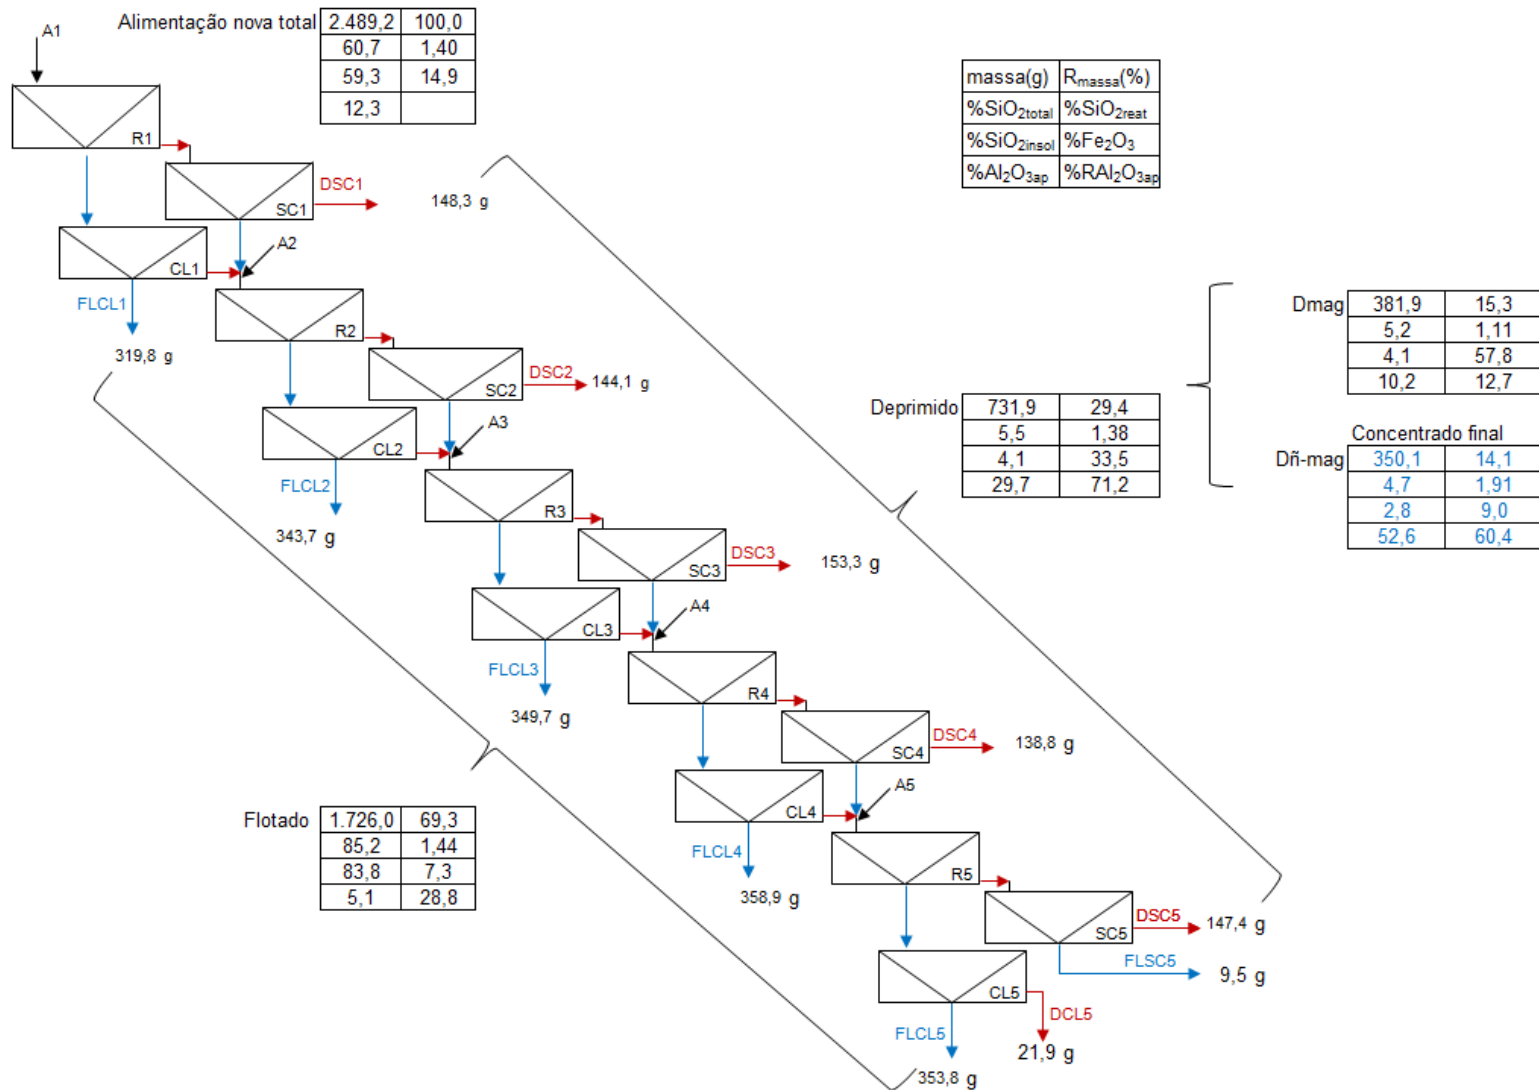 Alimentação nova total 2.489,2 100,0
60,7 1,40
59,3 14,9
12,3
massa(g) Rmassa(%)
%SiO2total %SiO2reat
%SiO2insol %Fe2O3
%Al2O3ap %RAl2O3ap
A1
R1
SC1
DSC1
148,3 g
CL1
A2
FLCL1
319,8 g
R2
SC2
DSC2
144,1 g
CL2
A3
FLCL2
343,7 g
R3
SC3
DSC3
153,3 g
CL3
A4
FLCL3
349,7 g
R4
SC4
DSC4
138,8 g
CL4
A5
FLCL4
358,9 g
R5
SC5
DSC5
147,4 g
FLSC5
9,5 g
CL5
DCL5
21,9 g
FLCL5
353,8 g
Deprimido 731,9 29,4
5,5 1,38
4,1 33,5
29,7 71,2
Dmag 381,9 15,3
5,2 1,11
4,1 57,8
10,2 12,7
Concentrado final
Dñ-mag 350,1 14,1
4,7 1,91
2,8 9,0
52,6 60,4
Flotado 1.726,0 69,3
85,2 1,44
83,8 7,3
5,1 28,8